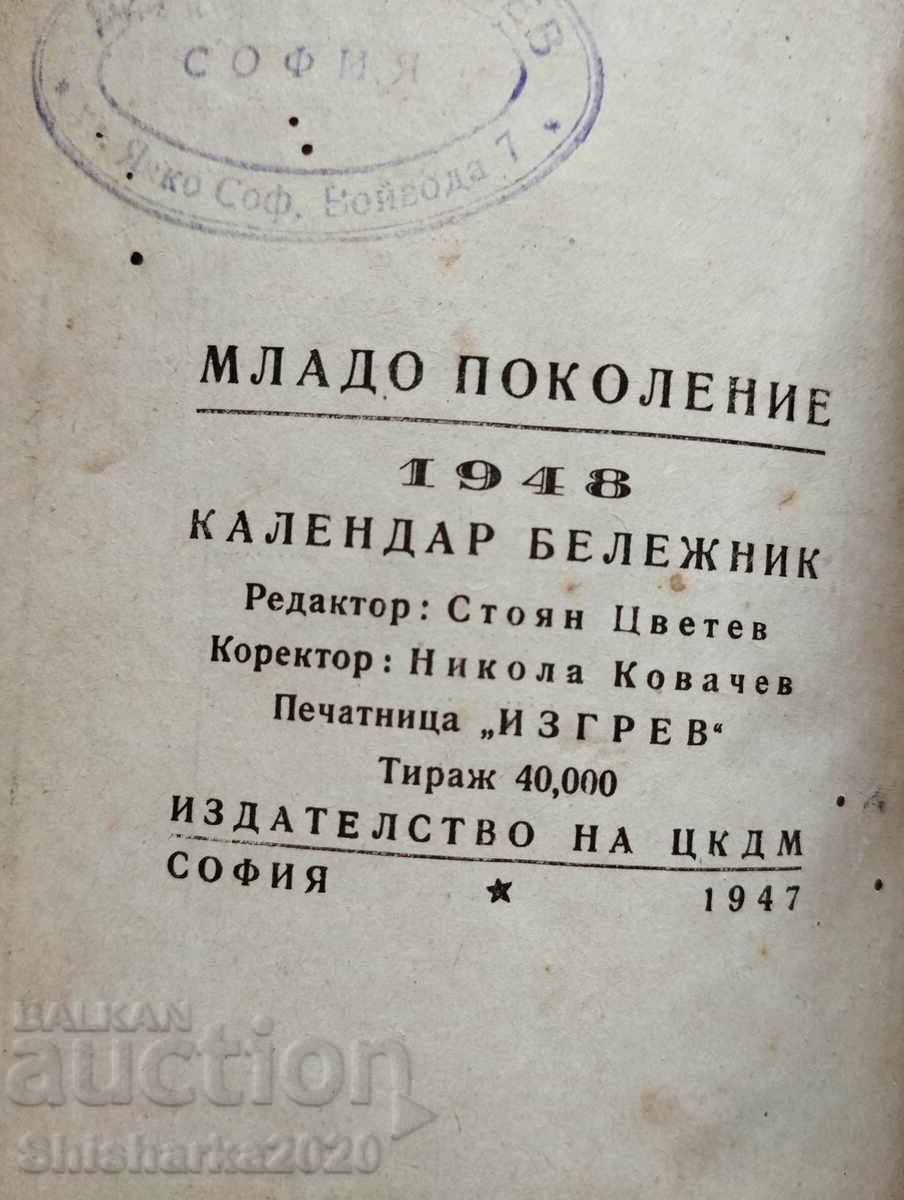 СОФИЯ
Соф. Войвода 7
МЛАДО ПОКОЛЕНИЕ
1948
КАЛЕНДАР БЕЛЕЖНИК
Редактор: Стоян Цветев
Коректор: Никола Ковачев
Печатница „ИЗГРЕВ“
Тираж 40,000
ИЗДАТЕЛСТВО НА ЦКДМ
СОФИЯ ★ 1947
BALKAN
auction
Shisharka2020